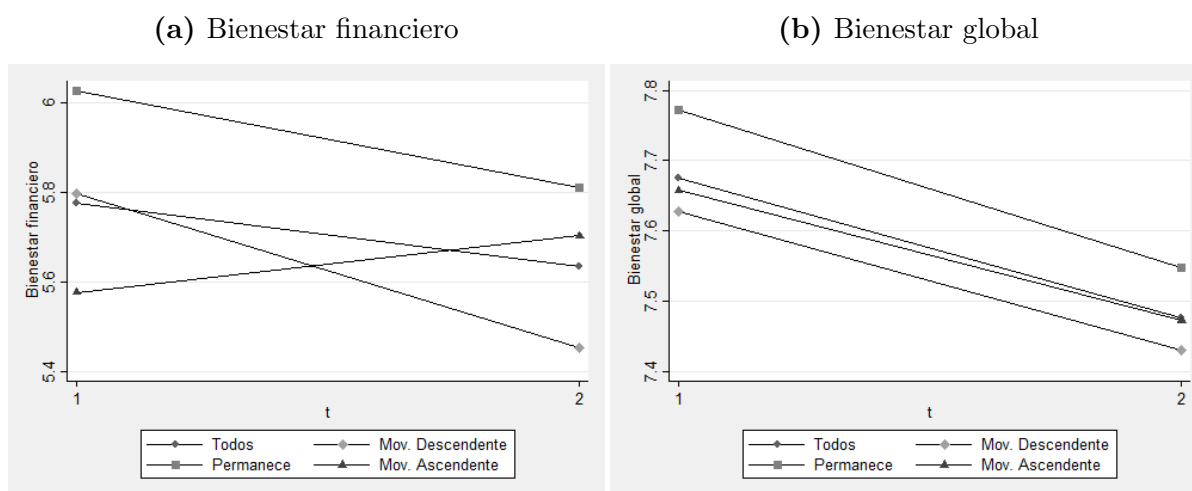 (a) Bienestar financiero
Bienestar financiero
6
5.8
5.6
5.4
1
2
t
Todos
Mov. Descendente
Permanece
Mov. Ascendente
(b) Bienestar global
Bienestar global
7.8
7.7
7.6
7.5
7.4
1
2
t
Todos
Mov. Descendente
Permanece
Mov. Ascendente